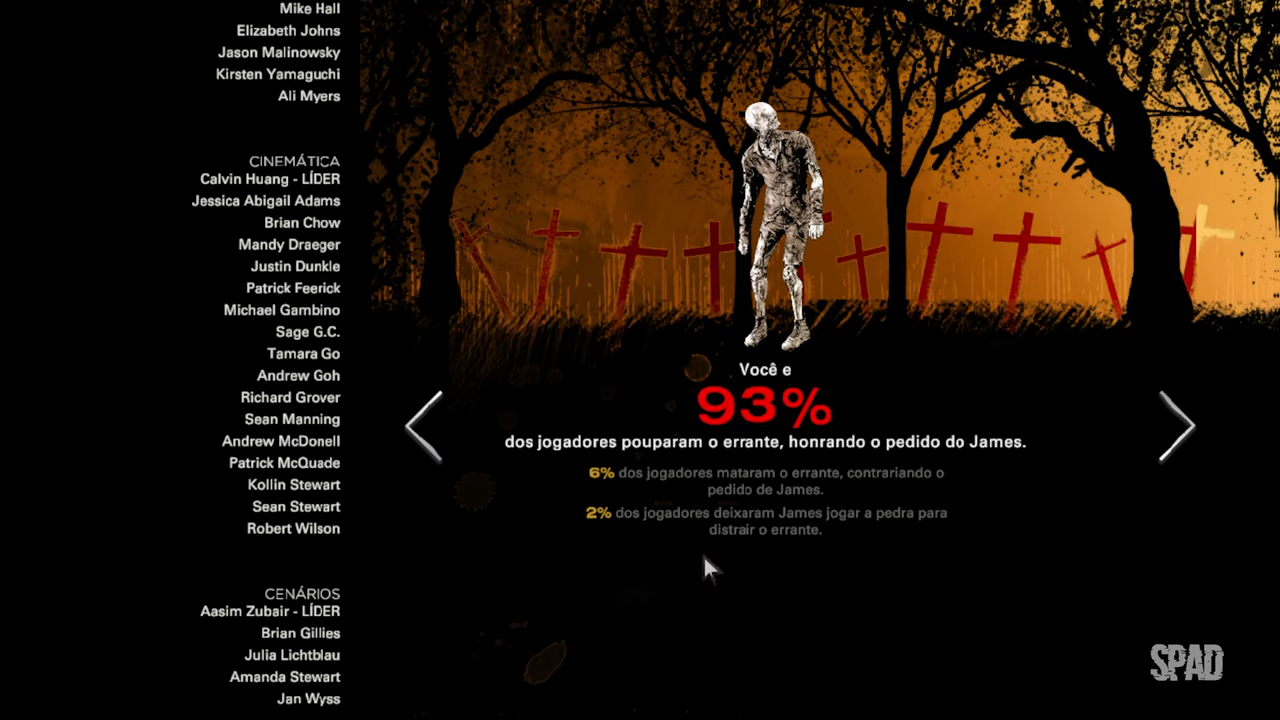 Mike Hall
Elizabeth Johns
Jason Malinowsky
Kirsten Yamaguchi
Ali Myers
CINEMÁTICA
Calvin Huang - LÍDER
Jessica Abigail Adams
Brian Chow
Mandy Draeger
Justin Dunkle
Patrick Feerick
Michael Gambino
Sage G.C.
Tamara Go
Andrew Goh
Richard Grover
Sean Manning
Andrew McDonell
Patrick McQuade
Kollin Stewart
Sean Stewart
Robert Wilson
CENÁRIOS
Aasim Zubair - LÍDER
Brian Gillies
Julia Lichtblau
Amanda Stewart
Jan Wyss
Você e
93%
dos jogadores pouparam o errante, honrando o pedido do James.
6% dos jogadores mataram o errante, contrariando o
pedido de James.
2% dos jogadores deixaram James jogar a pedra para
distrair o errante.
SPAD